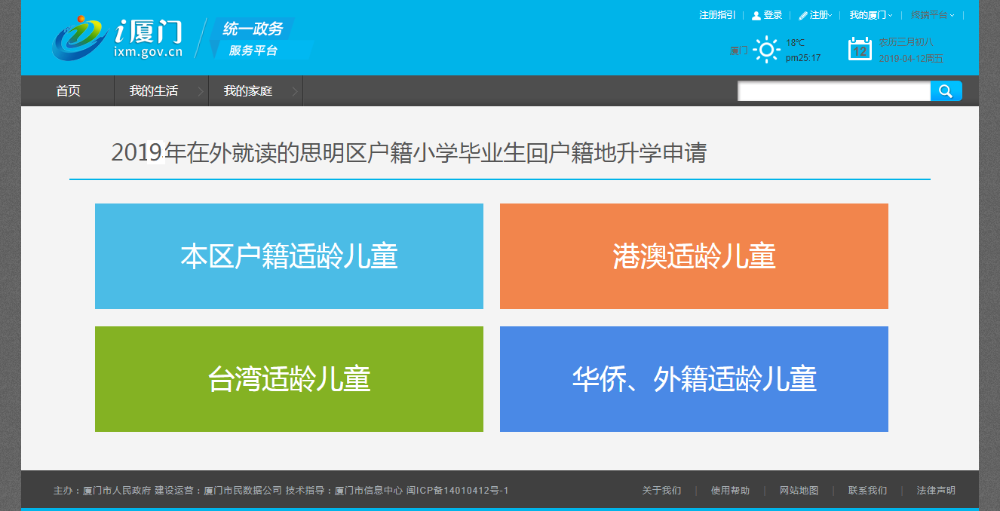 注册指引 登录 注册 我的厦门 终端平台
i厦门 统一政务
ixm.gov.cn 服务平台
厦门 18℃ 农历三月初八
pm25:17 12 2019-04-12周五
首页 我的生活 我的家庭
2019年在外就读的思明区户籍小学毕业生回户籍地升学申请
本区户籍适龄儿童 港澳适龄儿童
台湾适龄儿童 华侨、外籍适龄儿童
主办：厦门市人民政府 建设运营：厦门市民数据公司 技术指导：厦门市信息中心 闽ICP备14010412号-1 关于我们 | 使用帮助 | 网站地图 | 联系我们 | 法律声明